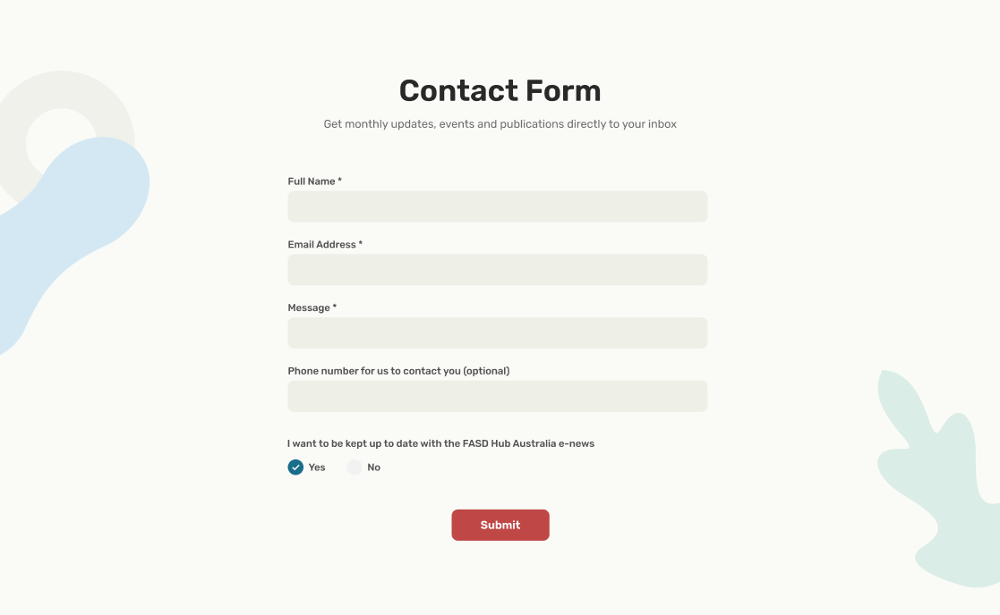 Contact Form
Get monthly updates, events and publications directly to your inbox
Full Name *
Email Address *
Message *
Phone number for us to contact you (optional)
I want to be kept up to date with the FASD Hub Australia e-news
Yes No
Submit